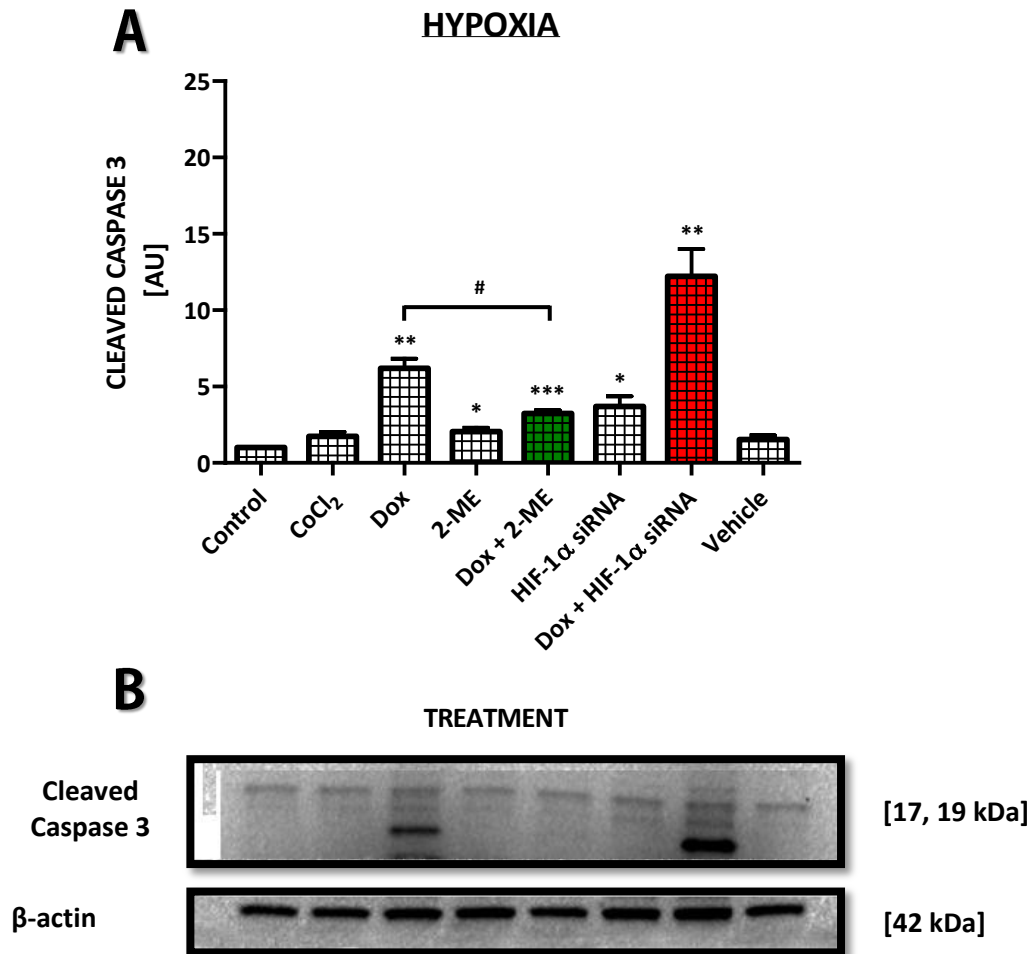 A
HYPOXIA
CLEAVED CASPASE 3
[AU]
25
20
15
10
5
0
**
*
#
***
*
**
Control
CoCl₂
Dox
2-ME
Dox + 2-ME
HIF-1α siRNA
Dox + HIF-1α siRNA
Vehicle
B
TREATMENT
Cleaved
Caspase 3
[17, 19 kDa]
β-actin
[42 kDa]